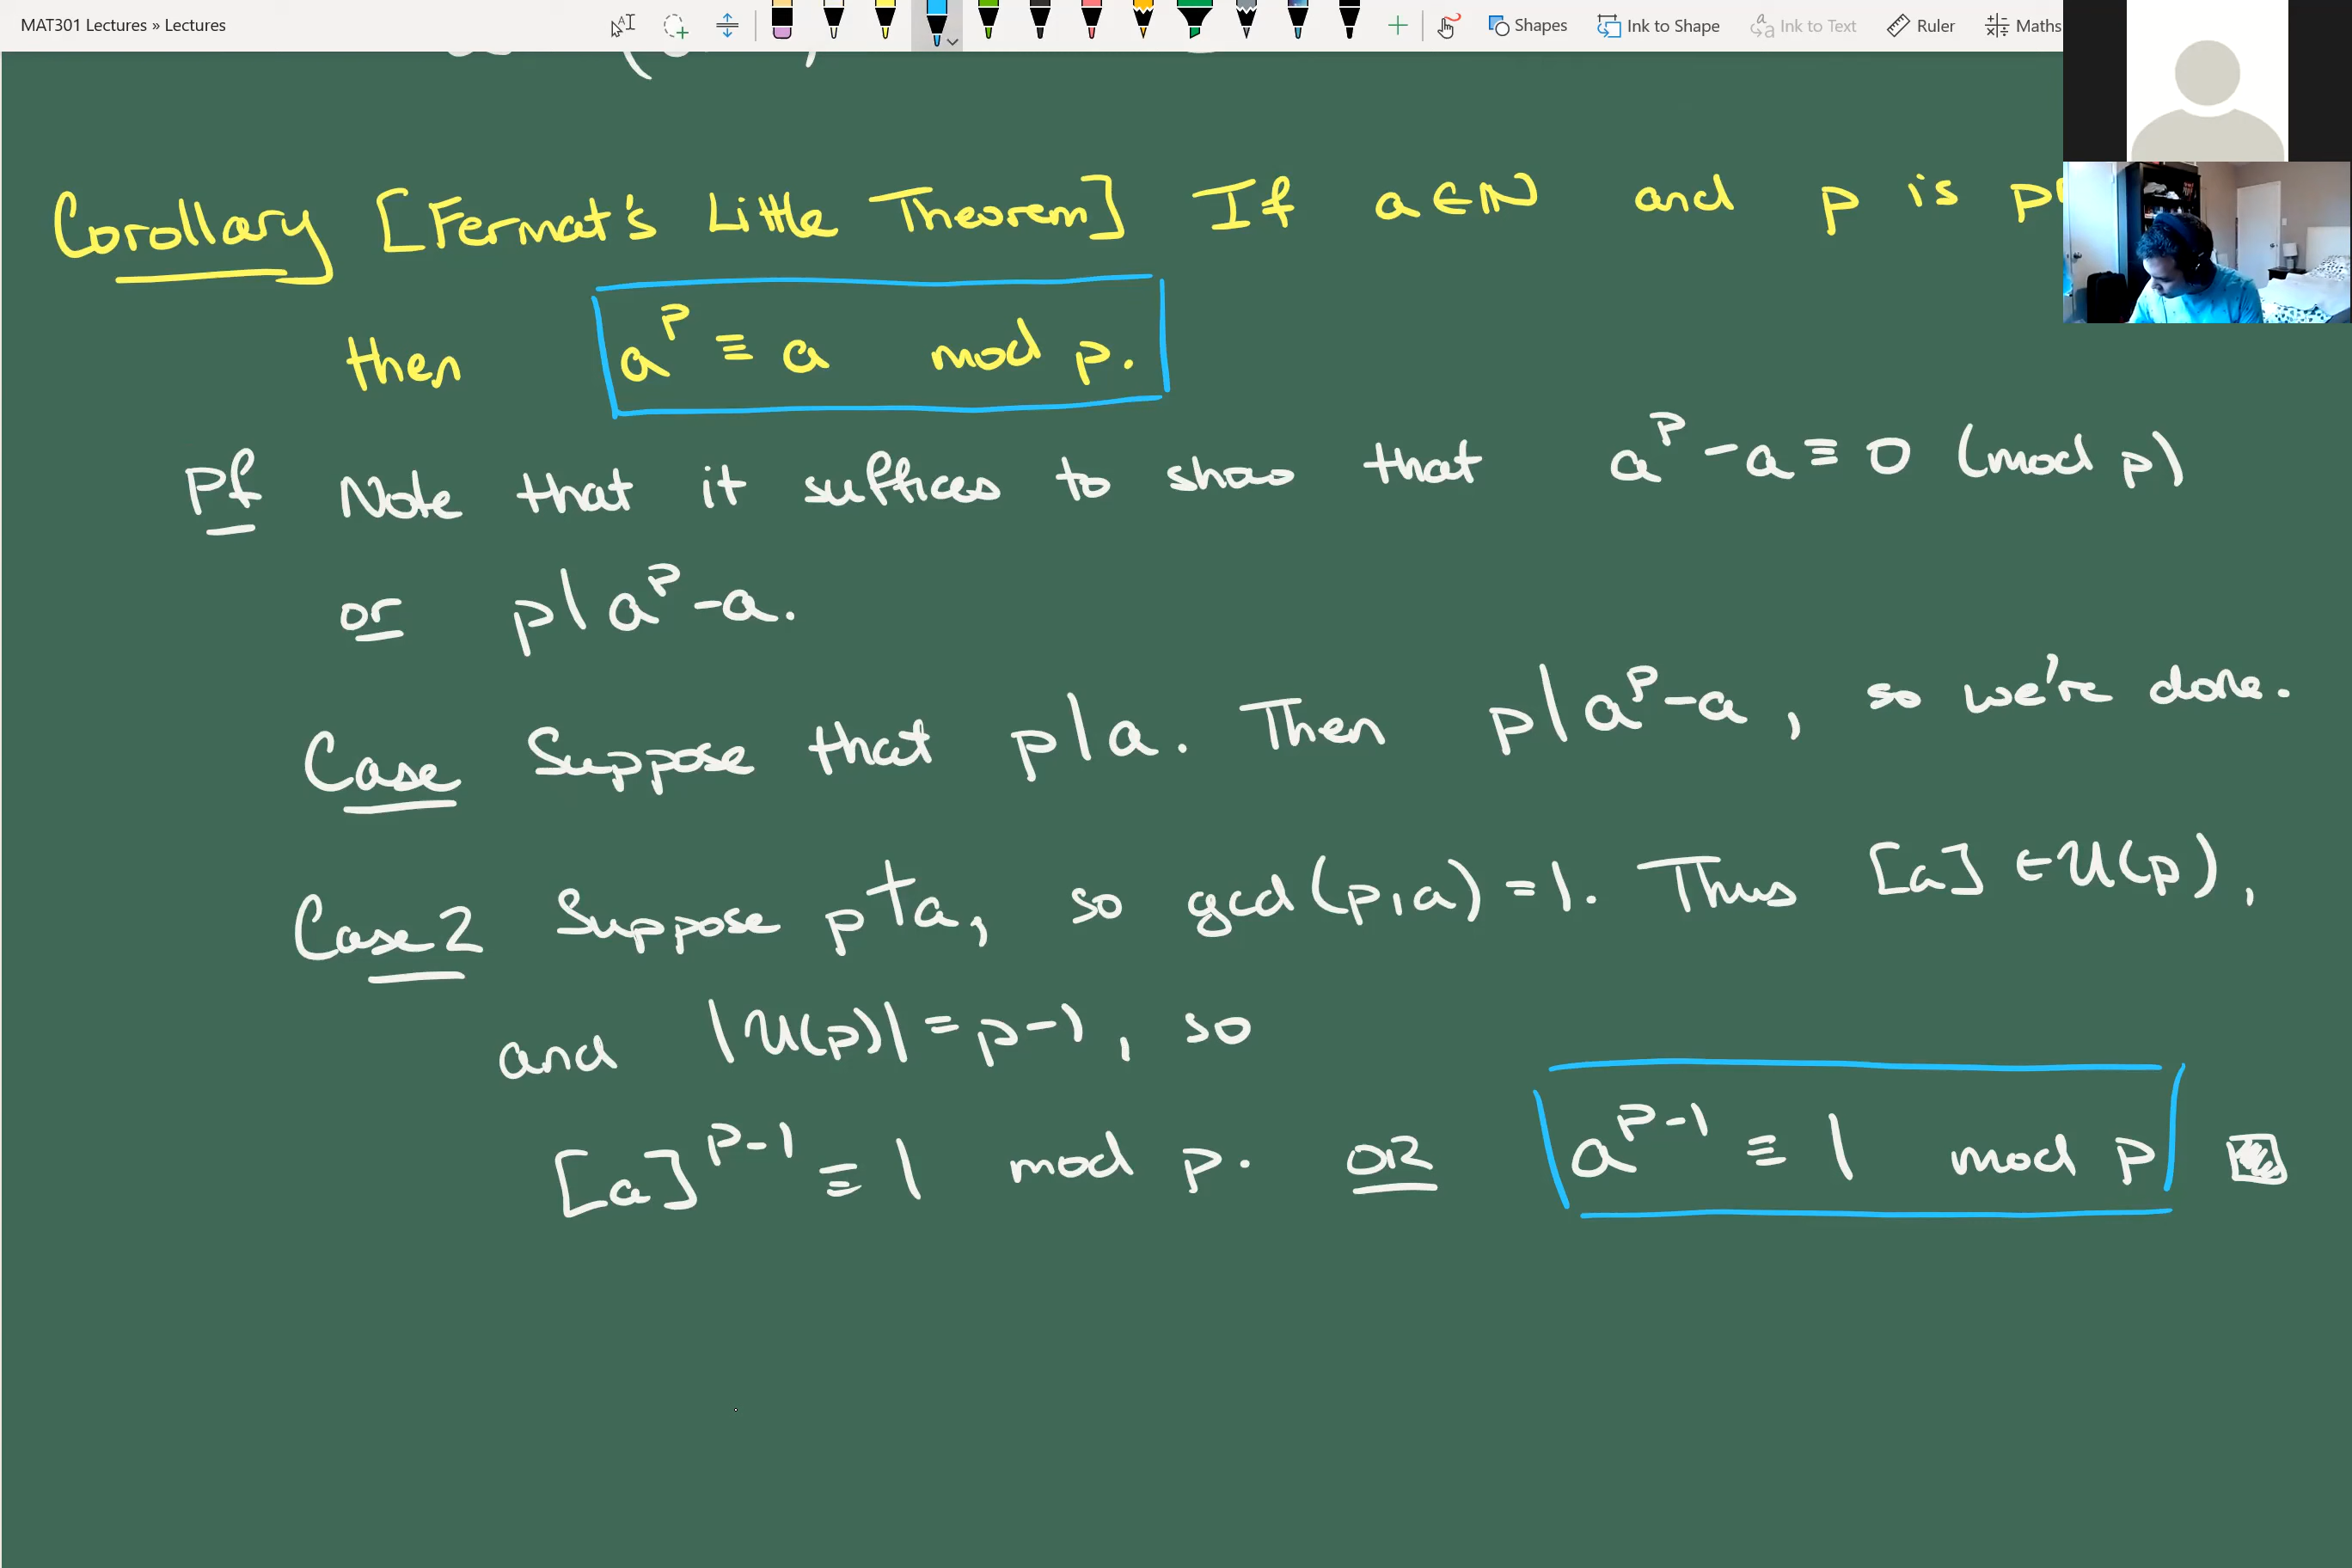 MAT301 Lectures » Lectures
Shapes Ink to Shape Ink to Text Ruler Maths
Corollary [Fermat's Little Theorem] If a ∈ ℕ and p is
then a^p ≡ a mod p.
Pf Note that it suffices to show that a^p - a ≡ 0 (mod p)
or p | a^p - a.
Case Suppose that p | a. Then p | a^p - a, so we're done.
Case 2 Suppose p ∤ a, so gcd(p, a) = 1. Thus [a] ∈ U(p),
and |U(p)| = p - 1, so
[a]^{p-1} ≡ 1 mod p. OR a^{p-1} ≡ 1 mod p